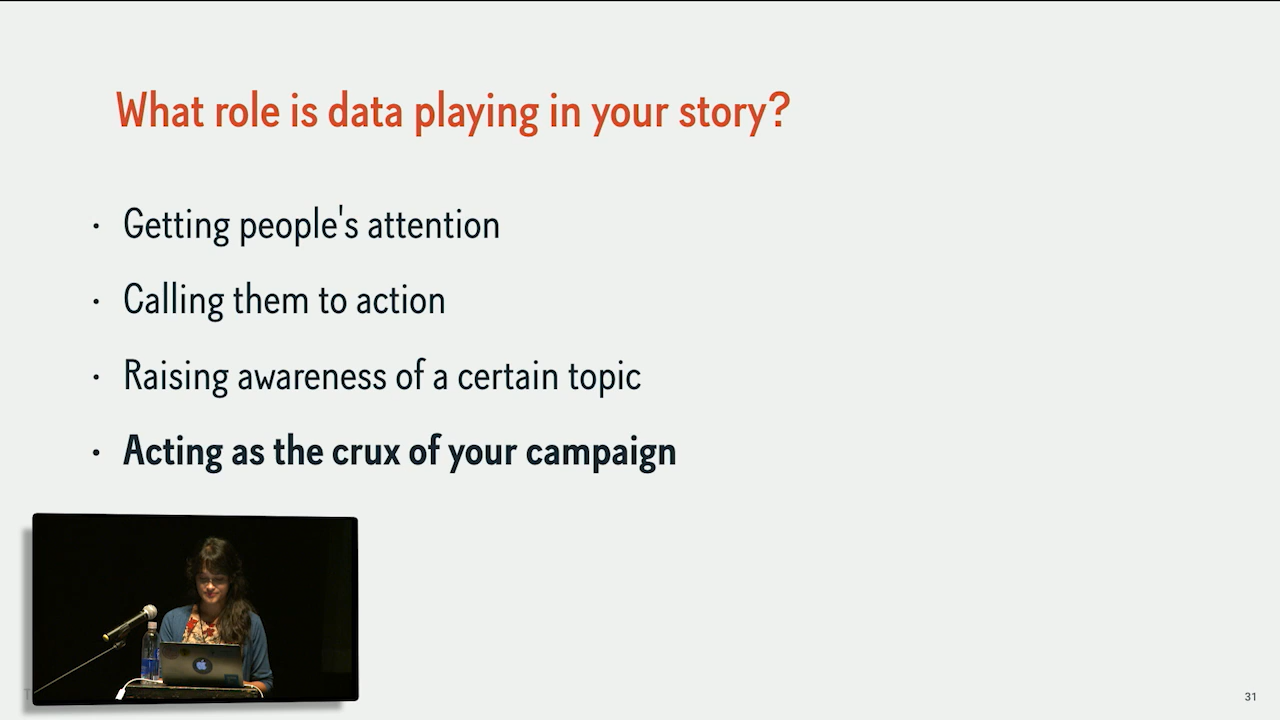 What role is data playing in your story?
· Getting people's attention
· Calling them to action
· Raising awareness of a certain topic
· Acting as the crux of your campaign
T
31